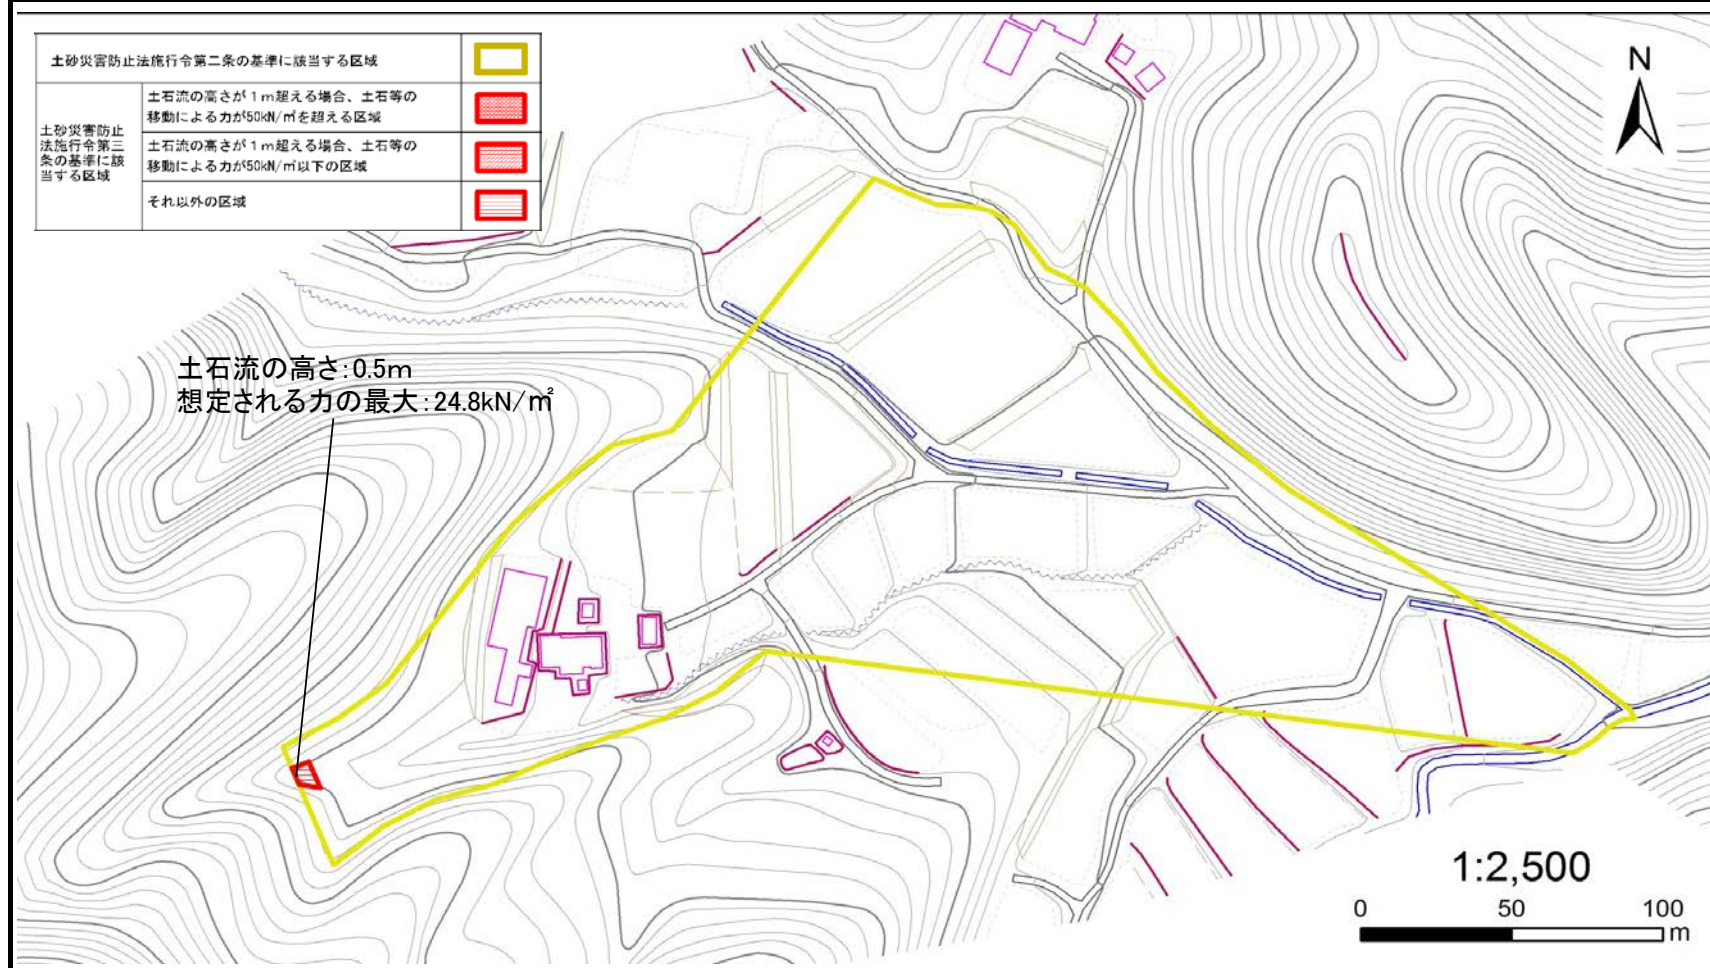 土砂災害防止法施行令第二条の基準に該当する区域
土砂災害防止
法施行令第三
条の基準に該
当する区域
土石流の高さが1m超える場合、土石等の
移動による力が50kN/㎡を超える区域
土石流の高さが1m超える場合、土石等の
移動による力が50kN/㎡以下の区域
それ以外の区域
N
土石流の高さ:0.5m
想定される力の最大:24.8kN/㎡
1:2,500
0 50 100
m